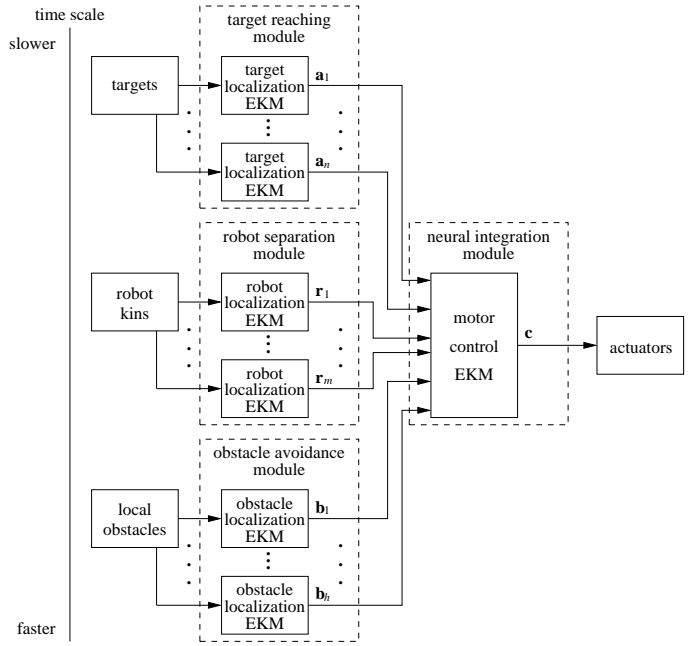 time scale
slower
target reaching
module
targets
target
localization
EKM
a1
target
localization
EKM
an
robot separation
module
robot
kins
robot
localization
EKM
r1
robot
localization
EKM
rm
neural integration
module
motor
control
EKM
c
actuators
obstacle avoidance
module
local
obstacles
obstacle
localization
EKM
b1
obstacle
localization
EKM
bh
faster